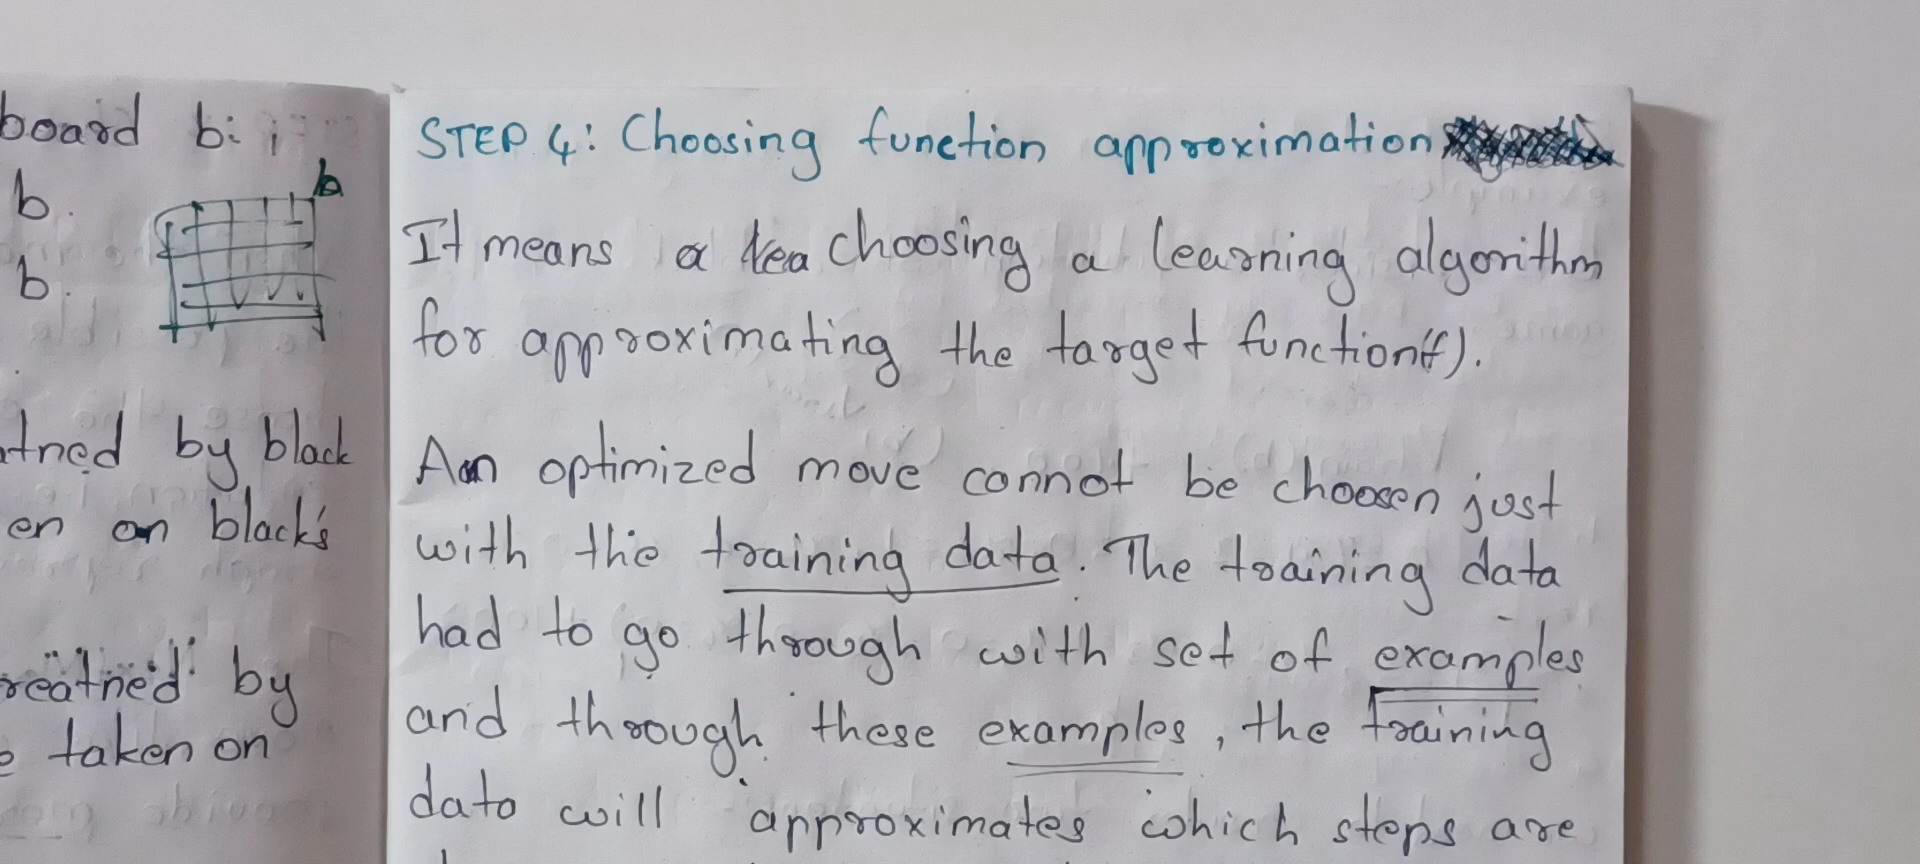 board b:
b.
b
b.
tned by black
en on black's
reatned by
taken on
STEP 4: Choosing function approximation
It means a lea choosing a learning algorithm
for approximating the target function(f).
An optimized move cannot be choosen just
with the training data. The training data
had to go through with set of examples
and through these examples, the training
data will approximates which steps are